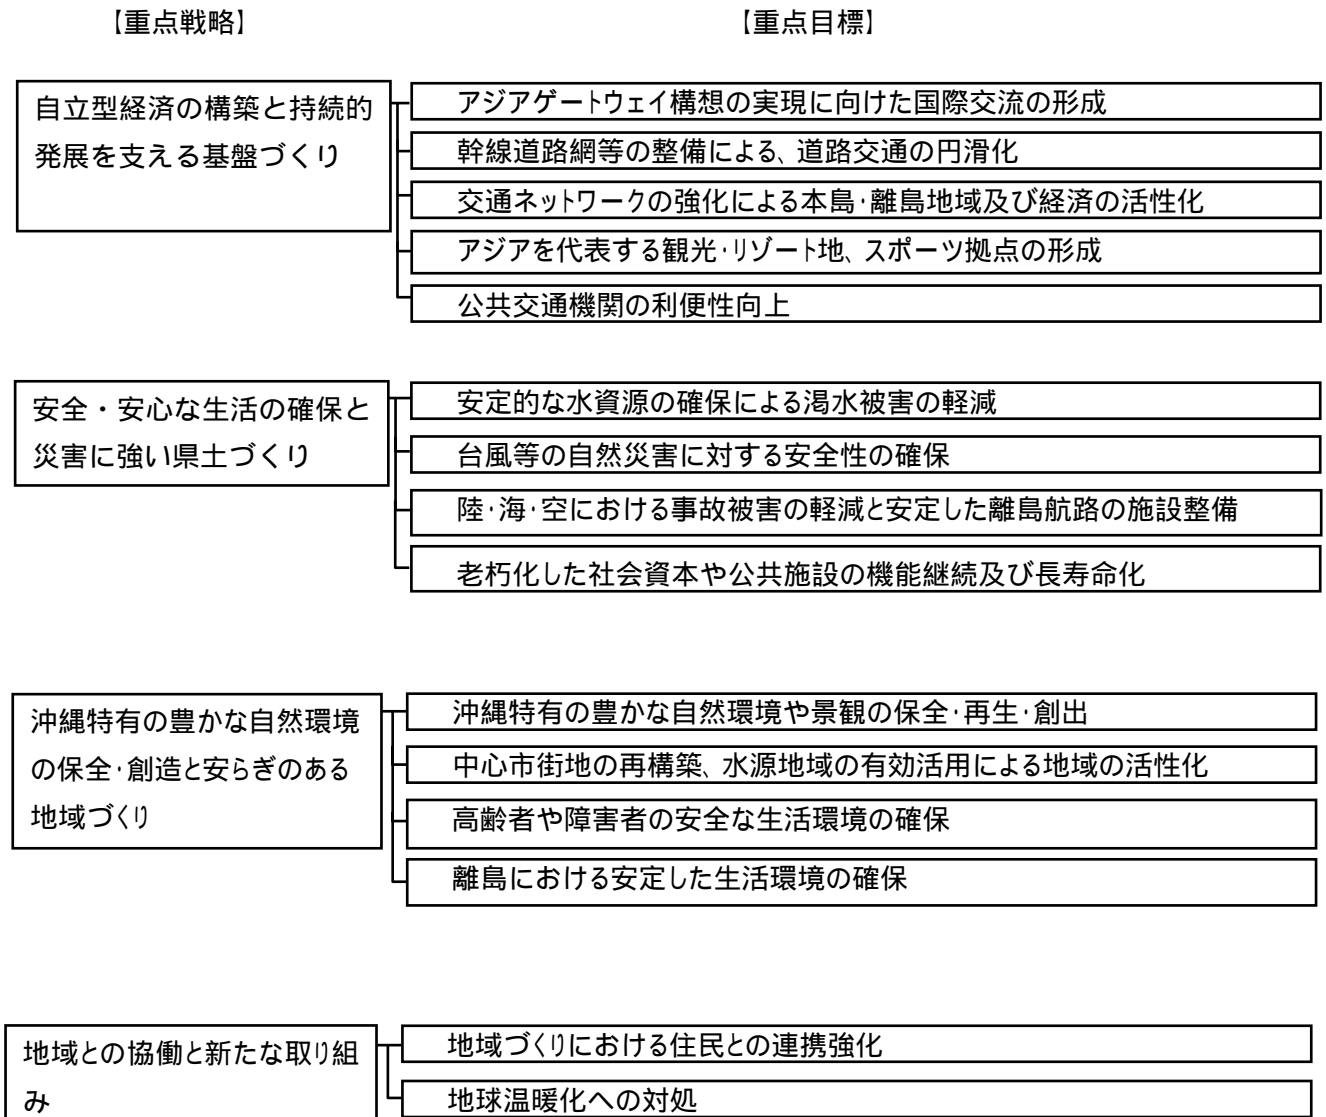 【重点戦略】
【重点目標】
自立型経済の構築と持続的
発展を支える基盤づくり
アジアゲートウェイ構想の実現に向けた国際交流の形成
幹線道路網等の整備による、道路交通の円滑化
交通ネットワークの強化による本島・離島地域及び経済の活性化
アジアを代表する観光・リゾート地、スポーツ拠点の形成
公共交通機関の利便性向上
安全・安心な生活の確保と
災害に強い県土づくり
安定的な水資源の確保による渇水被害の軽減
台風等の自然災害に対する安全性の確保
陸・海・空における事故被害の軽減と安定した離島航路の施設整備
老朽化した社会資本や公共施設の機能継続及び長寿命化
沖縄特有の豊かな自然環境
の保全・創造と安らぎのある
地域づくり
沖縄特有の豊かな自然環境や景観の保全・再生・創出
中心市街地の再構築、水源地域の有効活用による地域の活性化
高齢者や障害者の安全な生活環境の確保
離島における安定した生活環境の確保
地域との協働と新たな取り組
み
地域づくりにおける住民との連携強化
地球温暖化への対処